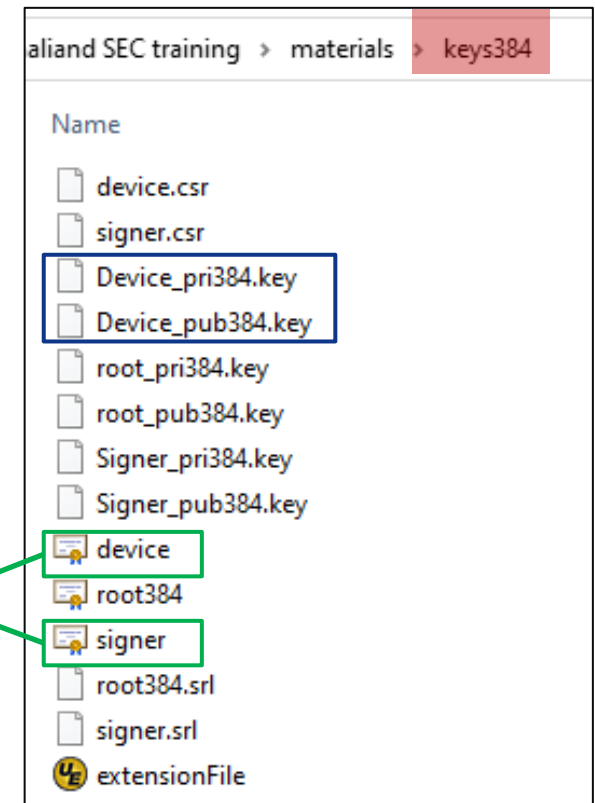 aliand SEC training > materials > keys384
Name
device.csr
signer.csr
Device_pri384.key
Device_pub384.key
root_pri384.key
root_pub384.key
Signer_pri384.key
Signer_pub384.key
device
root384
signer
root384.srl
signer.srl
extensionFile